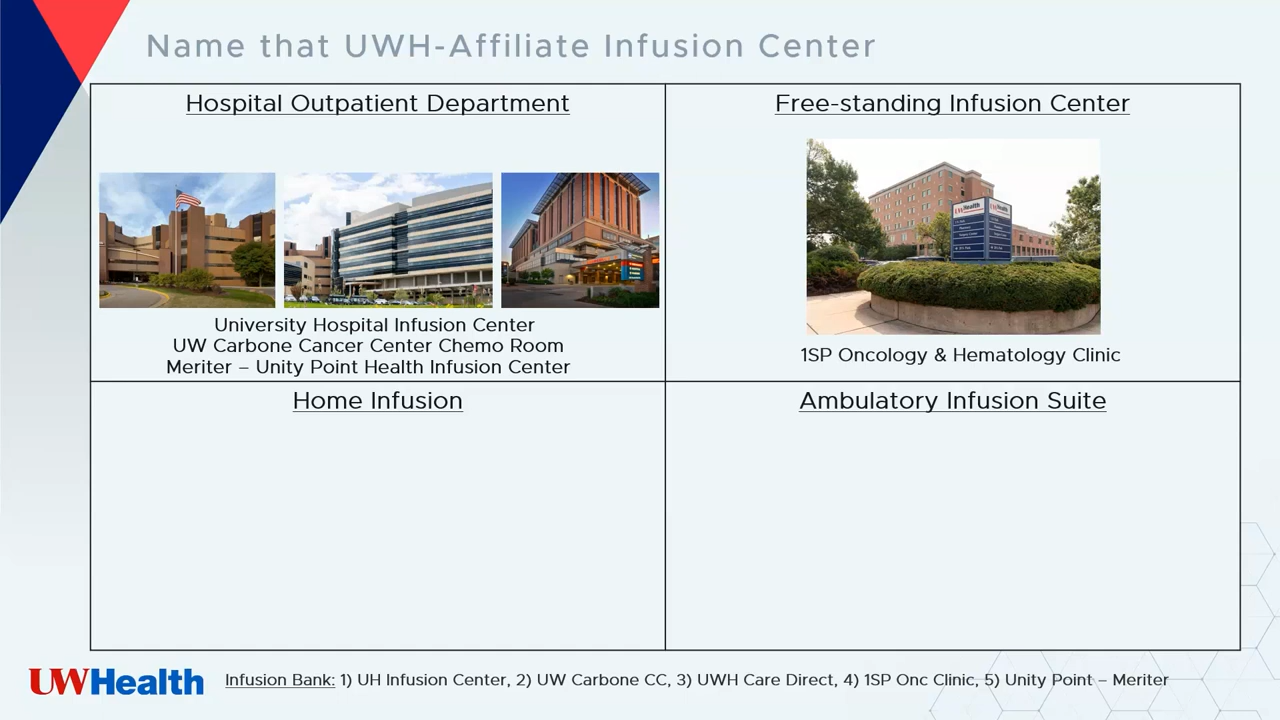 Name that UWH-Affiliate Infusion Center
Hospital Outpatient Department
University Hospital Infusion Center
UW Carbone Cancer Center Chemo Room
Meriter – Unity Point Health Infusion Center
Free-standing Infusion Center
UWHealth UWHealth
1SP Oncology & Hematology Clinic
Home Infusion
Ambulatory Infusion Suite
UWHealth
Infusion Bank: 1) UH Infusion Center, 2) UW Carbone CC, 3) UWH Care Direct, 4) 1SP Onc Clinic, 5) Unity Point – Meriter